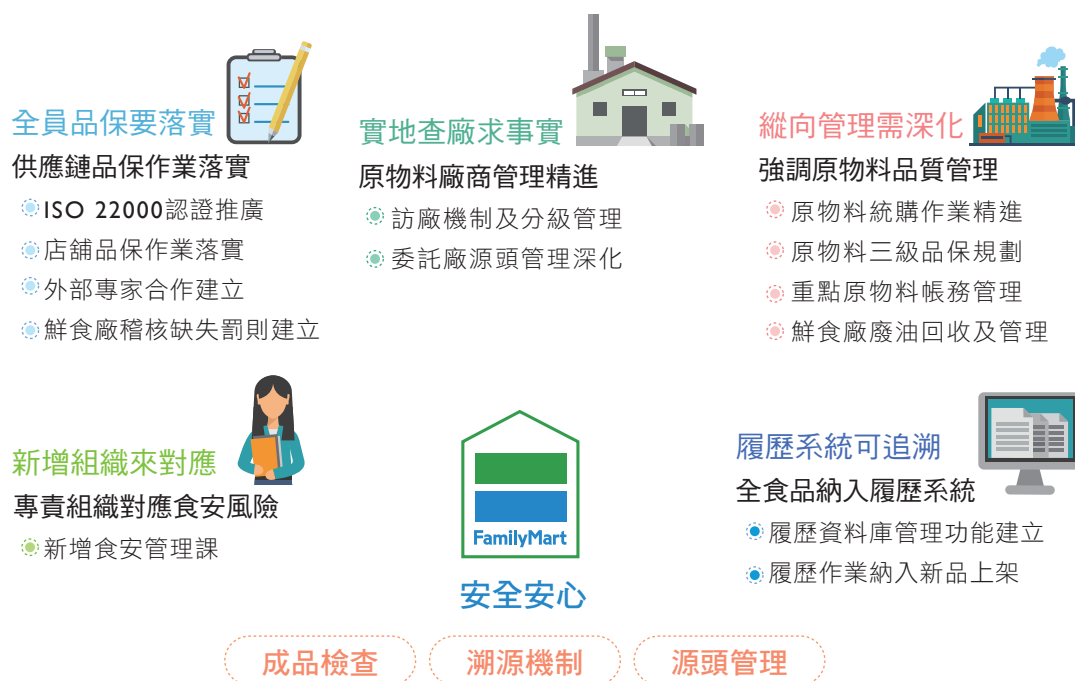 全員品保要落實
供應鏈品保作業落實
ISO 22000認證推廣
店舖品保作業落實
外部專家合作建立
鮮食廠稽核缺失罰則建立
實地查廠求事實
原物料廠商管理精進
訪廠機制及分級管理
委託廠源頭管理深化
縱向管理需深化
強調原物料品質管理
原物料統購作業精進
原物料三級品保規劃
重點原物料帳務管理
鮮食廠廢油回收及管理
新增組織來對應
專責組織對應食安風險
新增食安管理課
FamilyMart
安全安心
履歷系統可追溯
全食品納入履歷系統
履歷資料庫管理功能建立
履歷作業納入新品上架
成品檢查
溯源機制
源頭管理